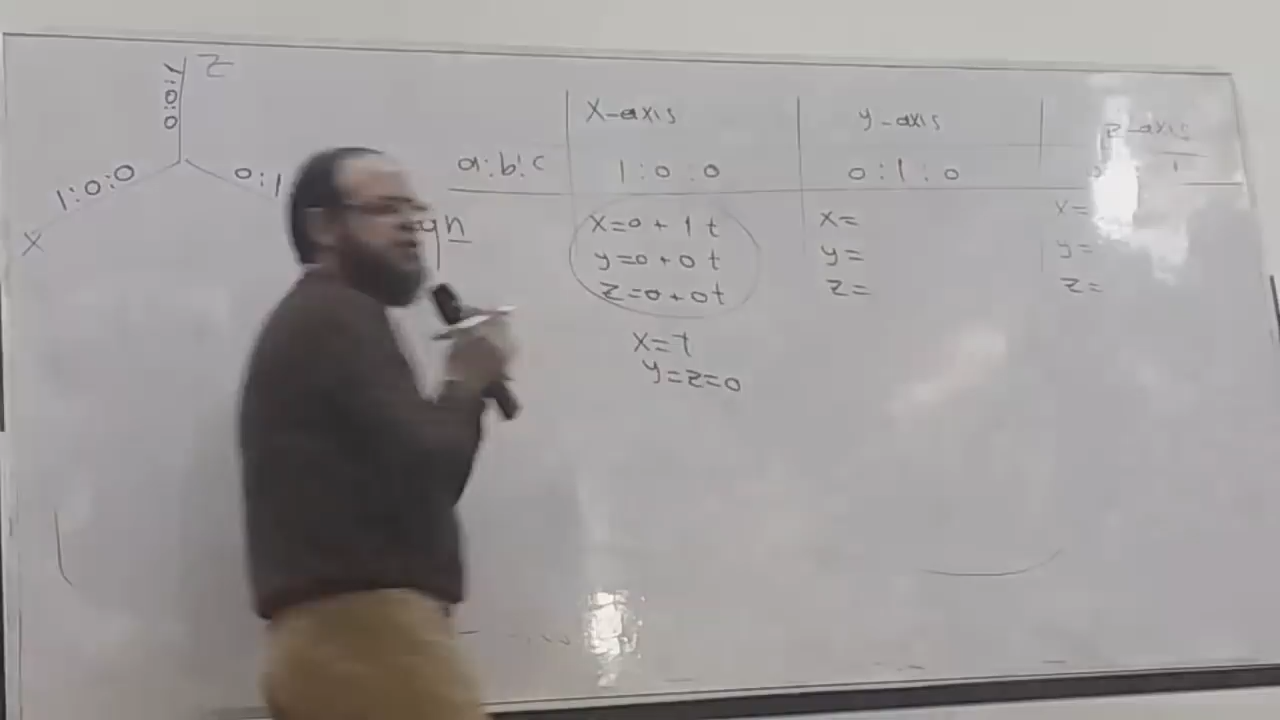 Z
0:0:1
1:0:0
0:1
X
X-axis
y-axis
z-axis
a:b:c
1:0:0
0:1:0
x=0+1t
y=0+0t
z=0+0t
x=
y=
z=
x=
y=
z=
x=t
y=z=0